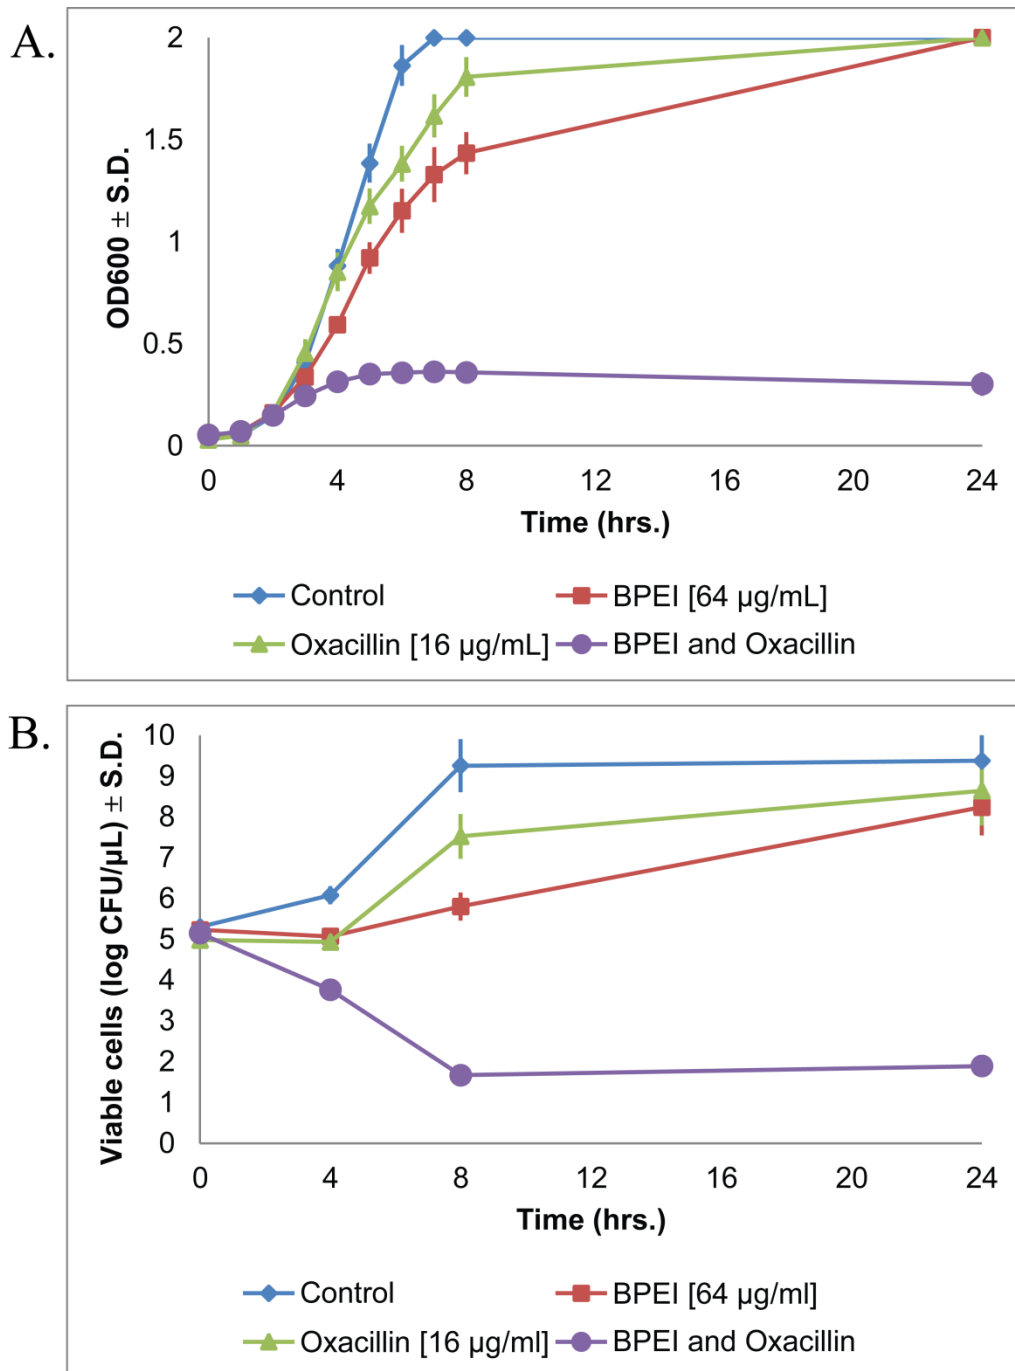 A.
OD600 ± S.D.
2
1.5
1
0.5
0
0 4 8 12 16 20 24
Time (hrs.)
Control BPEI [64 µg/mL]
Oxacillin [16 µg/mL] BPEI and Oxacillin
B.
Viable cells (log CFU/µL) ± S.D.
10
9
8
7
6
5
4
3
2
1
0
0 4 8 12 16 20 24
Time (hrs.)
Control BPEI [64 µg/ml]
Oxacillin [16 µg/ml] BPEI and Oxacillin